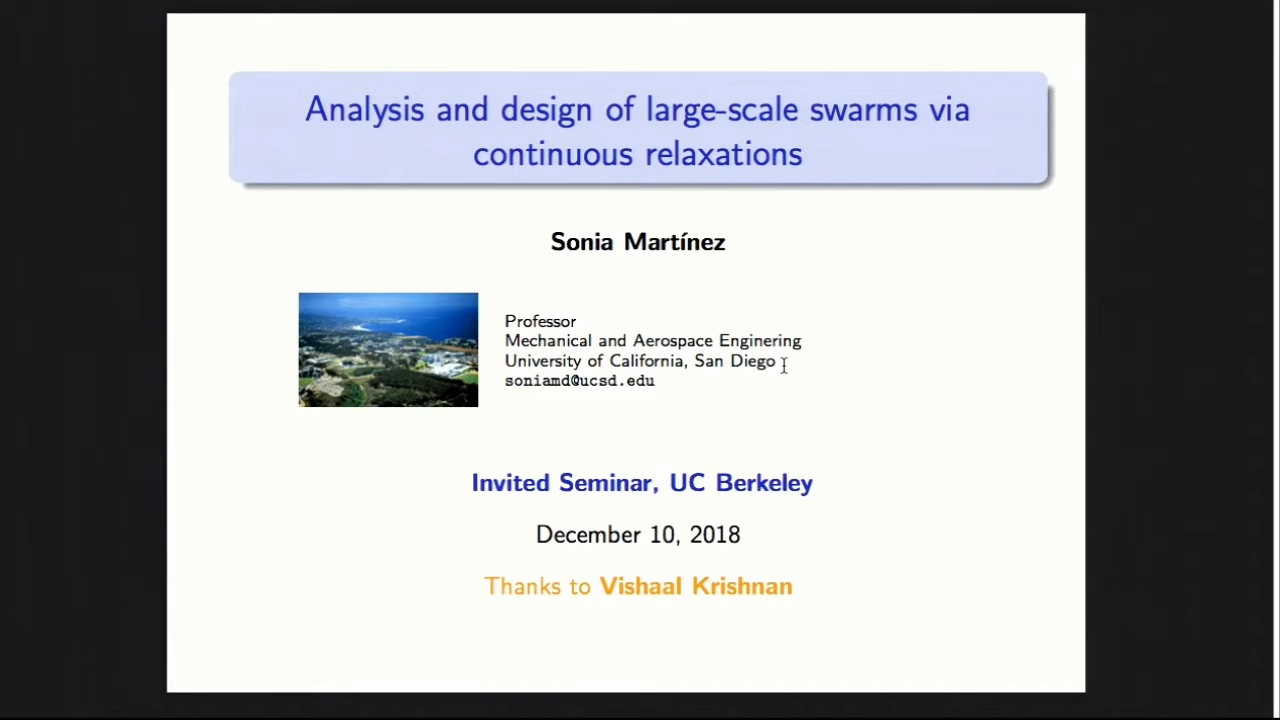 Analysis and design of large-scale swarms via
continuous relaxations
Sonia Martínez
Professor
Mechanical and Aerospace Enginering
University of California, San Diego
soniamd@ucsd.edu
Invited Seminar, UC Berkeley
December 10, 2018
Thanks to Vishaal Krishnan